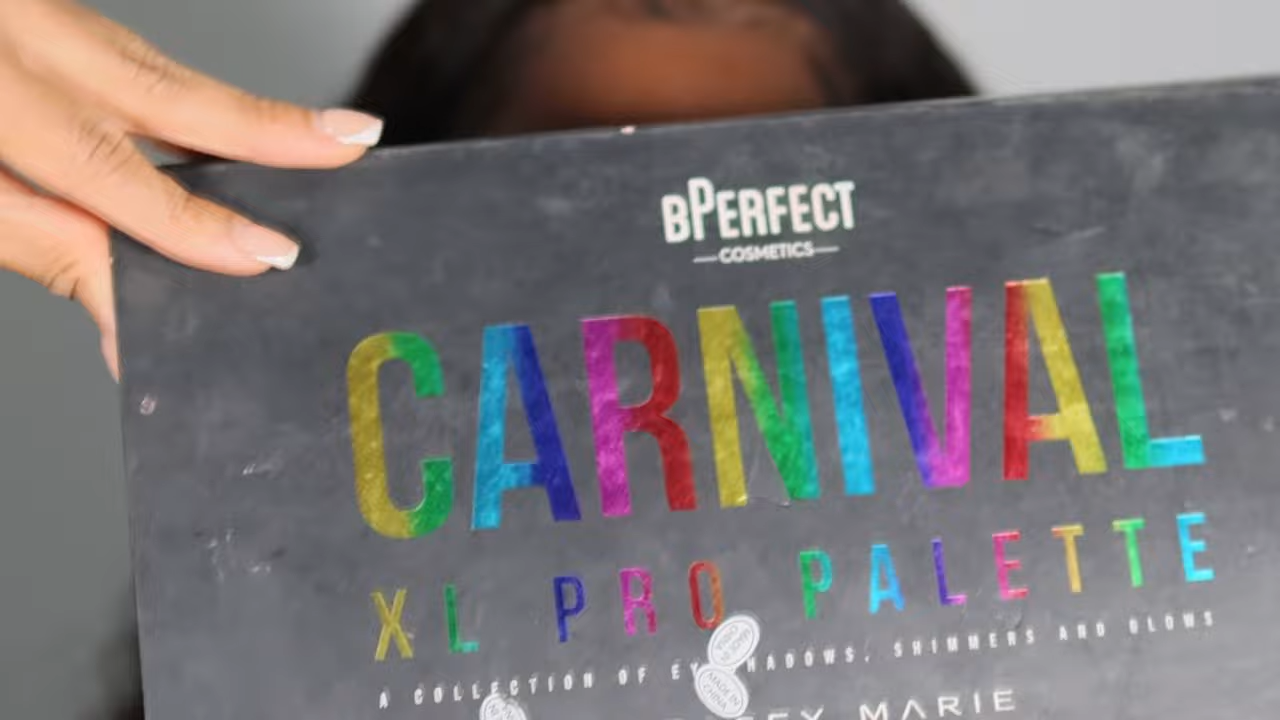 BPERFECT
COSMETICS
CARNIVAL
XL PRO PALETTE
A COLLECTION OF EY HADOWS, SHIMMERS AND GLOWS
MADE IN CHINA
MARIE